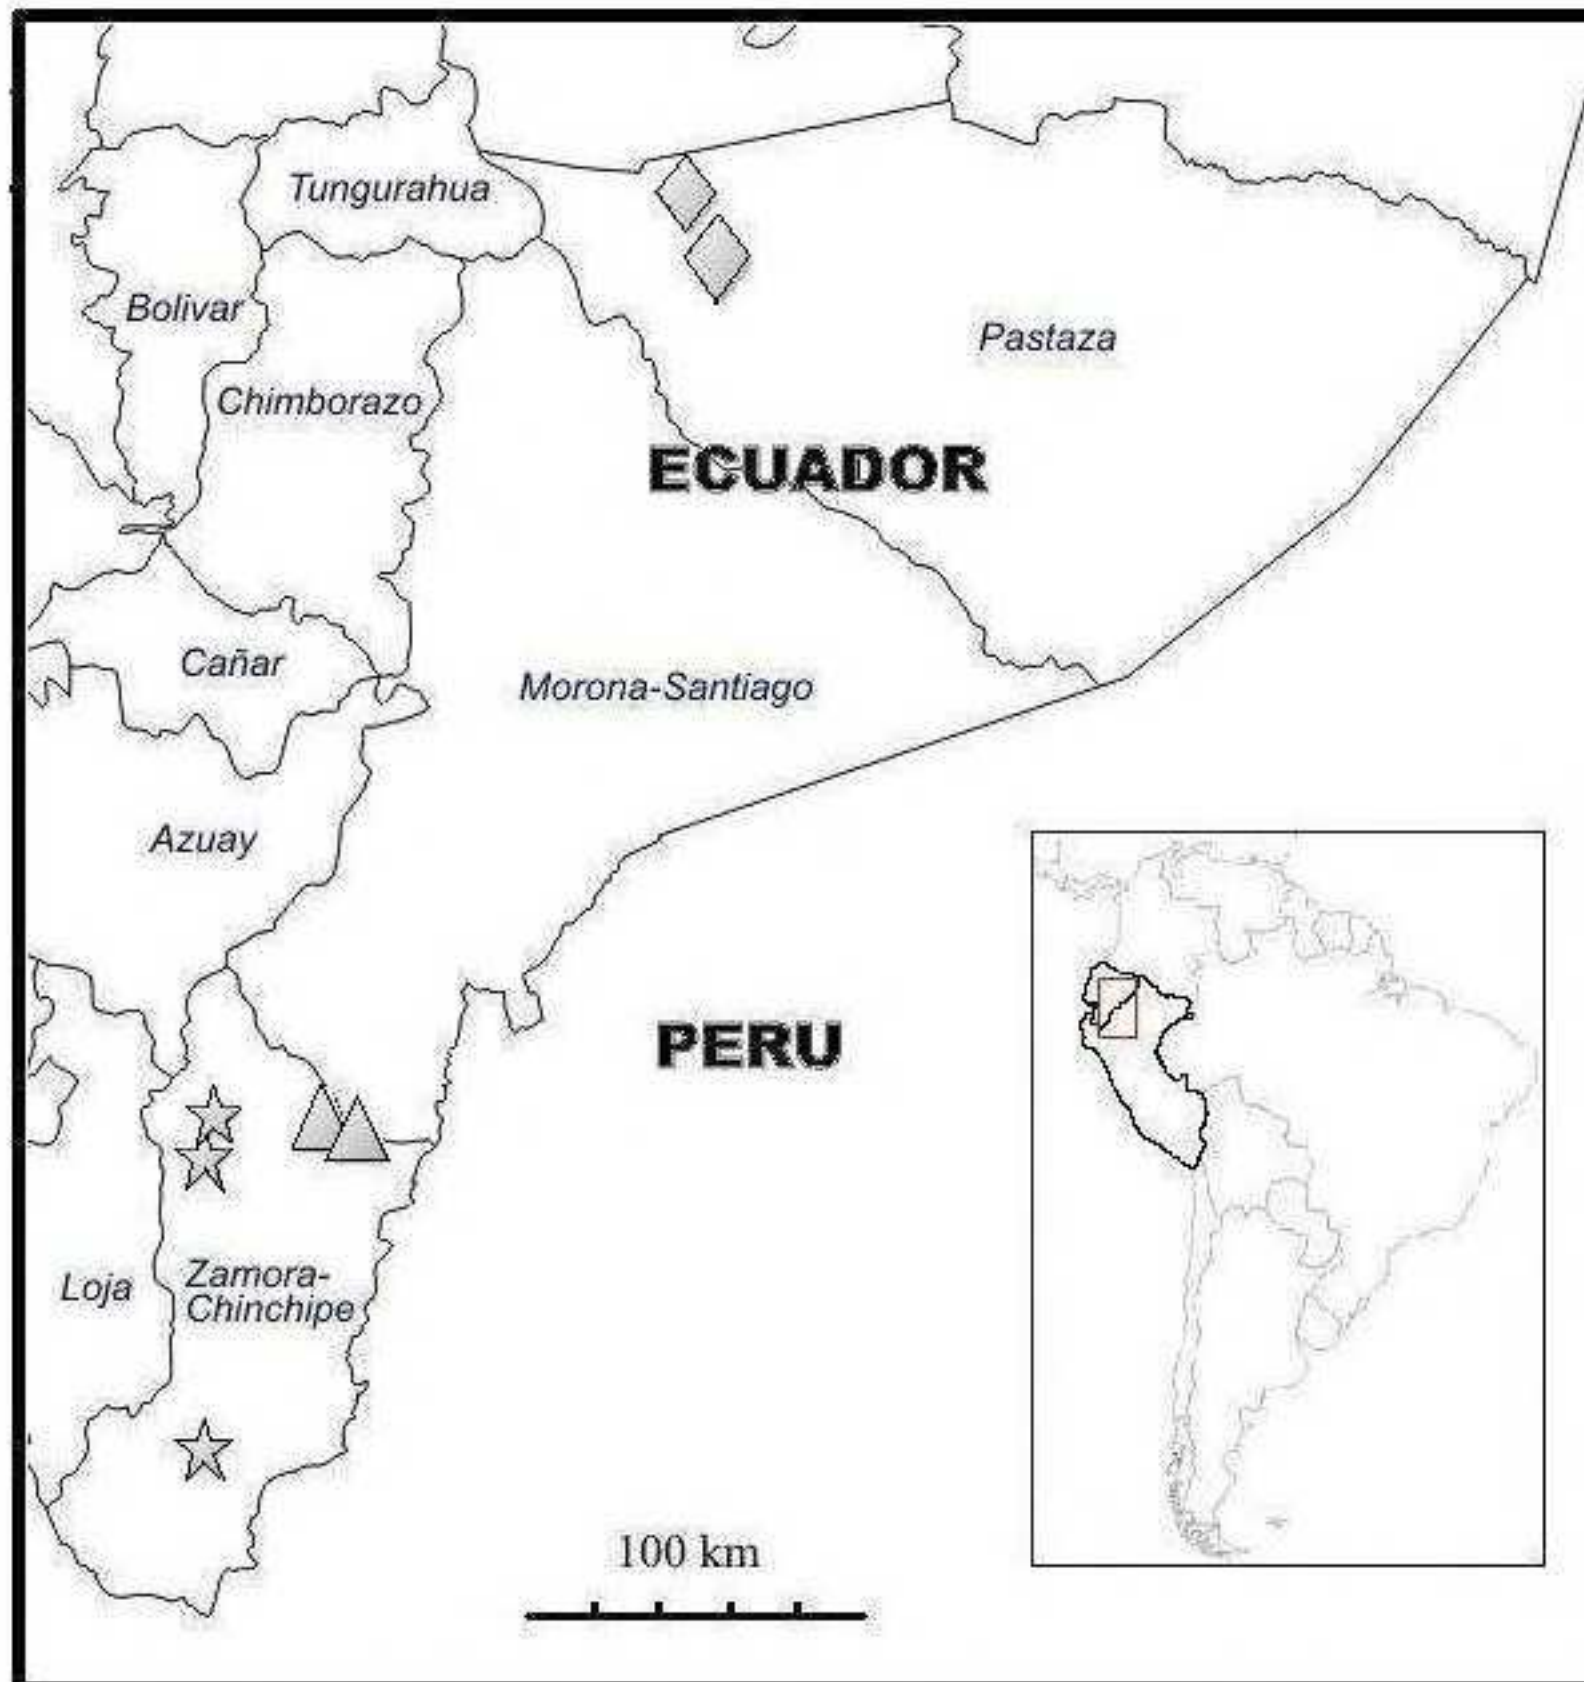 Tungurahua
Bolivar
Pastaza
Chimborazo
ECUADOR
Cañar
Morona-Santiago
Azuay
PERU
Loja
Zamora-
Chinchipe
100 km